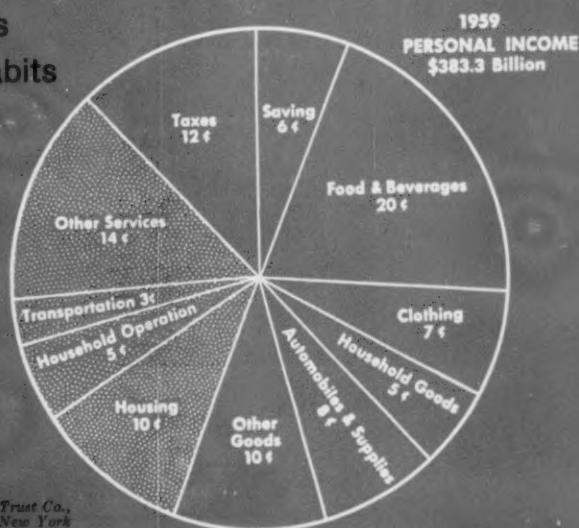 s
abits
1959
PERSONAL INCOME
$383.3 Billion
Taxes
12 ¢
Saving
6 ¢
Food & Beverages
20 ¢
Other Services
14 ¢
Clothing
7 ¢
Transportation 3¢
Household Operation
5 ¢
Household Goods
5 ¢
Automobiles & Supplies
8 ¢
Housing
10 ¢
Other
Goods
10 ¢
Trust Co.,
New York